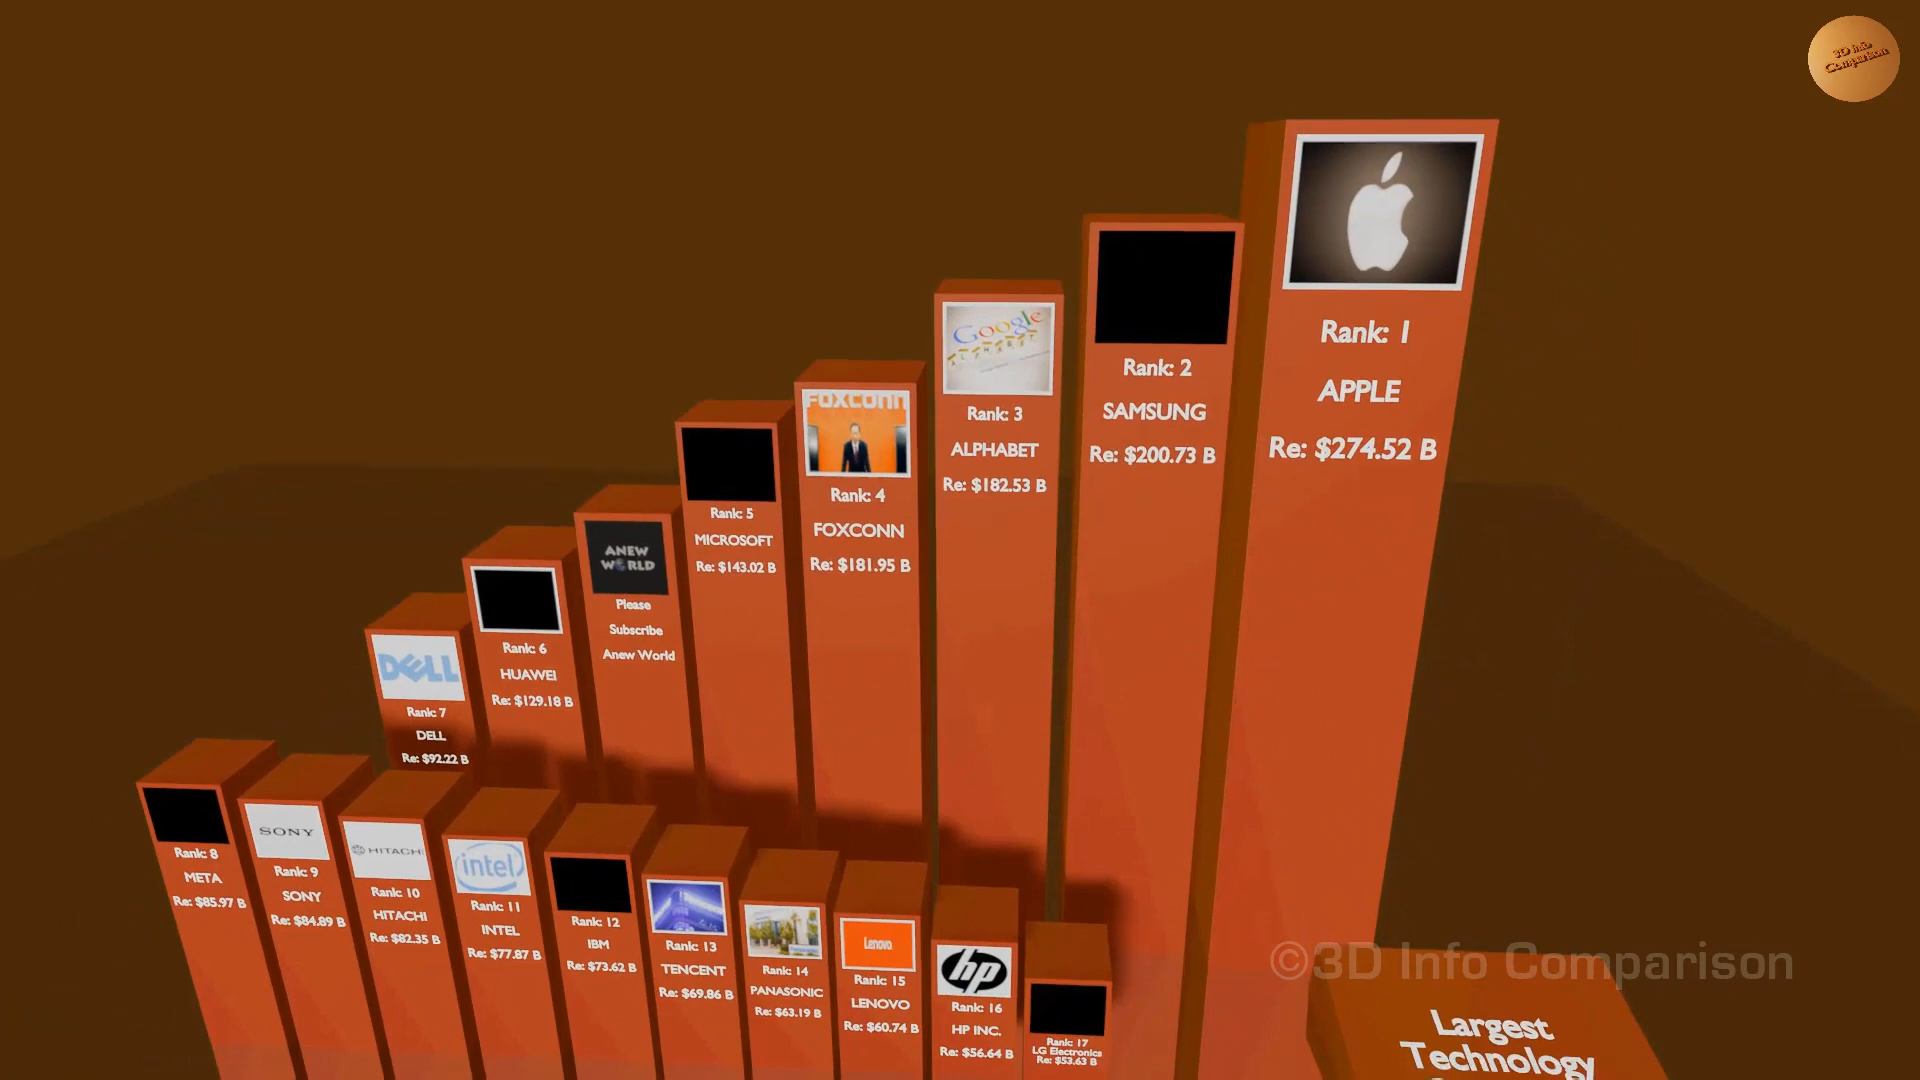 3D Info
Comparison
Rank: 1
APPLE
Re: $274.52 B
Rank: 2
SAMSUNG
Re: $200.73 B
Google
ALPHABET
Rank: 3
ALPHABET
Re: $182.53 B
FOXCONN
Rank: 4
FOXCONN
Re: $181.95 B
Rank: 5
MICROSOFT
Re: $143.02 B
ANEW
WORLD
Please
Subscribe
Anew World
Rank: 6
HUAWEI
Re: $129.18 B
DELL
Rank: 7
DELL
Re: $92.22 B
Rank: 8
META
Re: $85.97 B
SONY
Rank: 9
SONY
Re: $84.89 B
HITACHI
Rank: 10
HITACHI
Re: $82.35 B
intel
Rank: 11
INTEL
Re: $77.87 B
Rank: 12
IBM
Re: $73.62 B
Rank: 13
TENCENT
Re: $69.86 B
Rank: 14
PANASONIC
Re: $63.19 B
Lenovo
Rank: 15
LENOVO
Re: $60.74 B
hp
Rank: 16
HP INC.
Re: $56.64 B
Rank: 17
LG Electronics
Re: $53.63 B
©3D Info Comparison
Largest
Technology